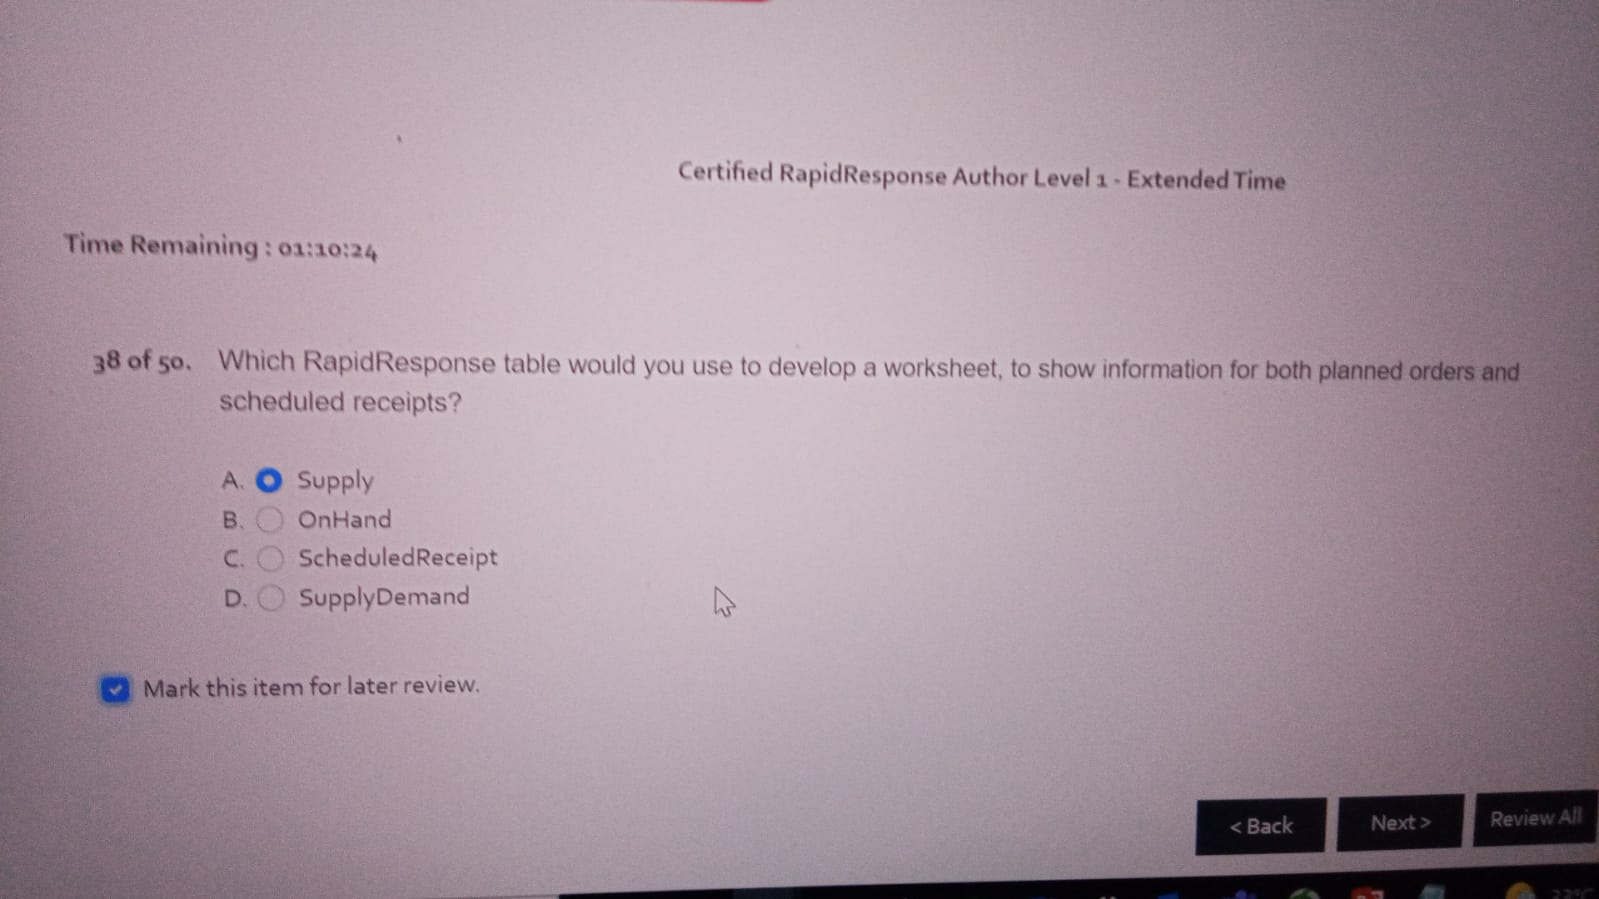 Certified RapidResponse Author Level 1 - Extended Time
Time Remaining : 01:10:24
38 of 50. Which RapidResponse table would you use to develop a worksheet, to show information for both planned orders and
scheduled receipts?
A. Supply
B. OnHand
C. ScheduledReceipt
D. SupplyDemand
Mark this item for later review.
< Back Next > Review All
22°C